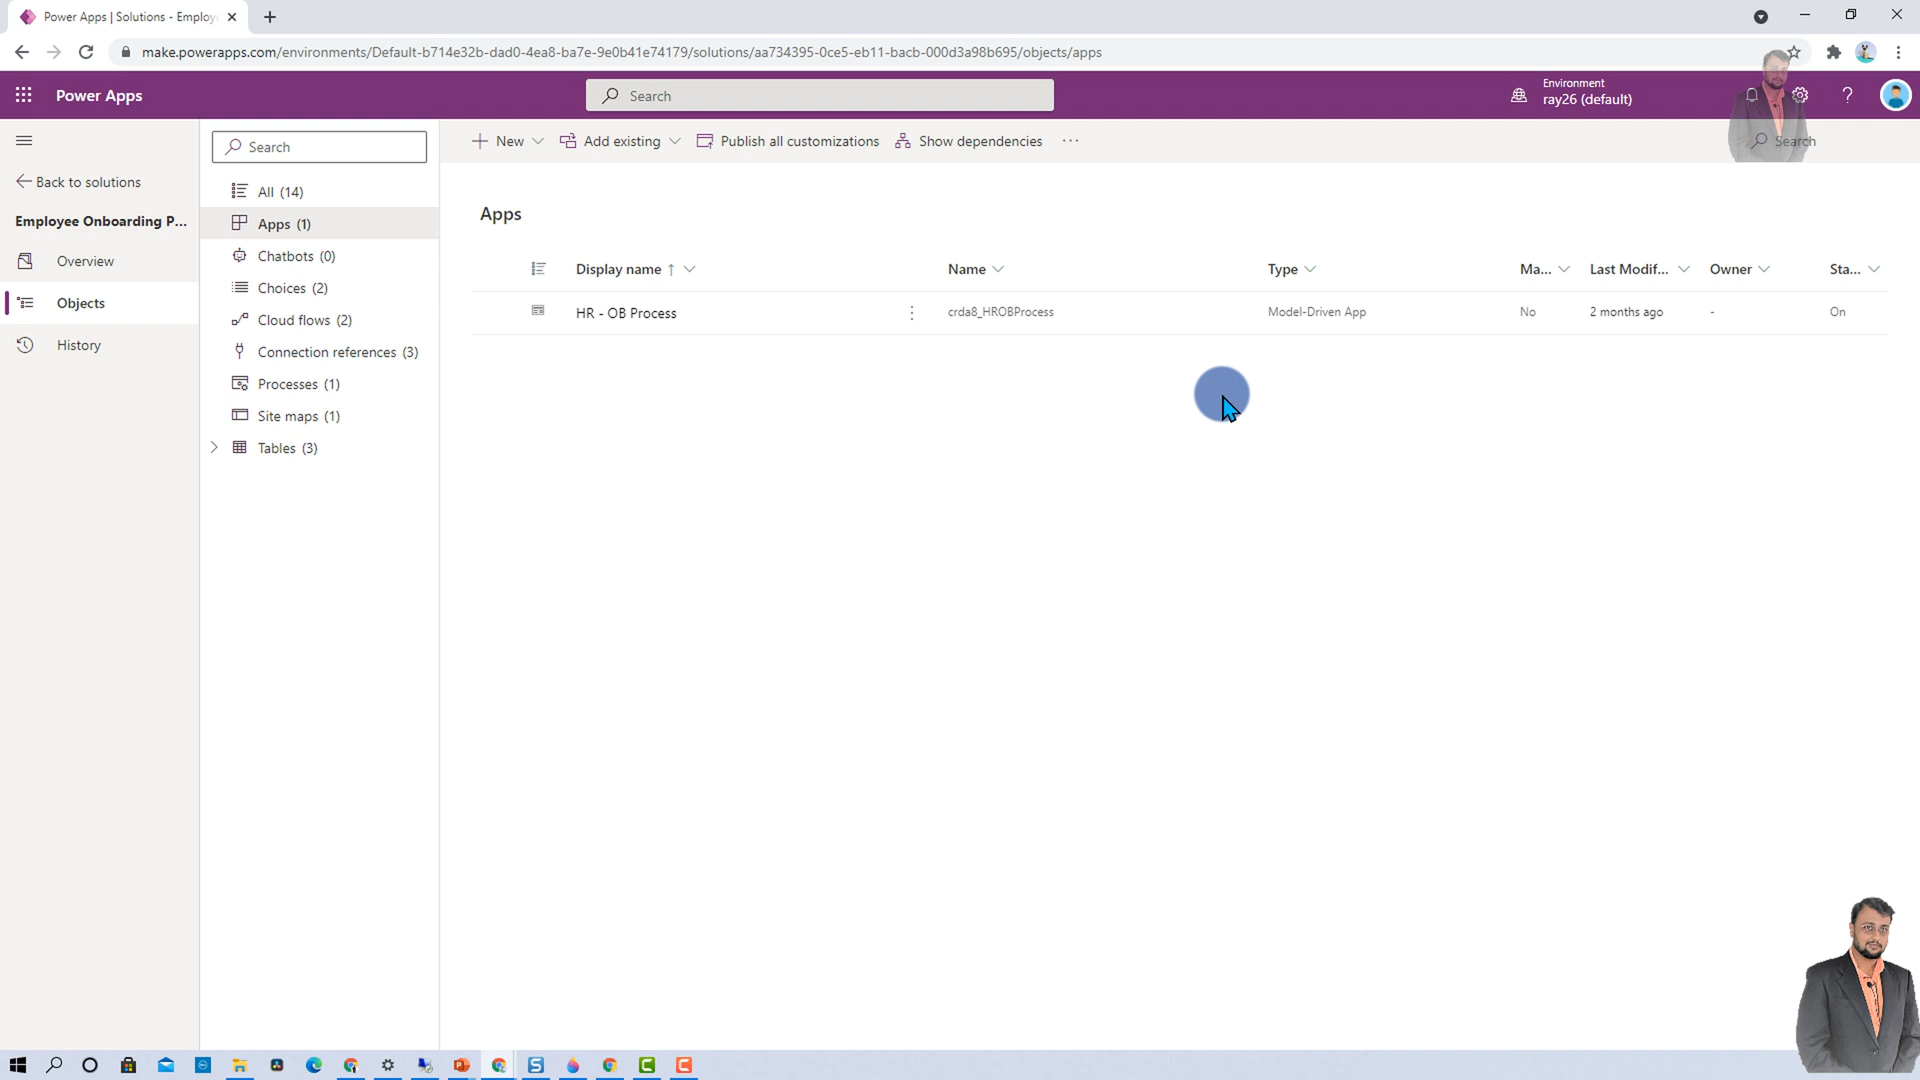 Power Apps | Solutions - Employ
make.powerapps.com/environments/Default-b714e32b-dad0-4ea8-ba7e-9e0b41e74179/solutions/aa734395-0ce5-eb11-bacb-000d3a98b695/objects/apps
Power Apps
Search
Environment
ray26 (default)
Back to solutions
Employee Onboarding P...
Overview
Objects
History
Search
All (14)
Apps (1)
Chatbots (0)
Choices (2)
Cloud flows (2)
Connection references (3)
Processes (1)
Site maps (1)
Tables (3)
New Add existing Publish all customizations Show dependencies ... Search
Apps
Display name ↑ Name Type Ma... Last Modif... Owner Sta...
HR - OB Process crda8_HROBProcess Model-Driven App No 2 months ago - On